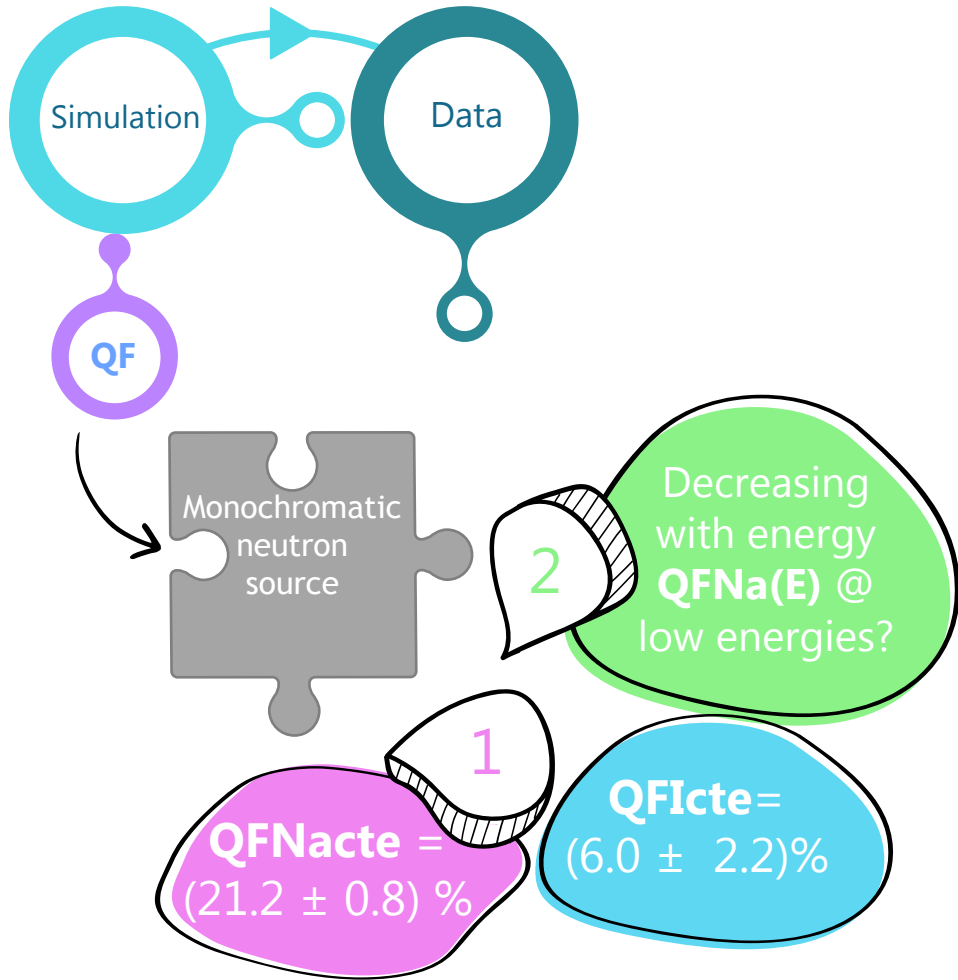 Simulation
Data
QF
Monochromatic
neutron
source
2
Decreasing
with energy
QFNa(E) @
low energies?
1
QFNacte =
(21.2 ± 0.8) %
QFIcte=
(6.0 ± 2.2)%